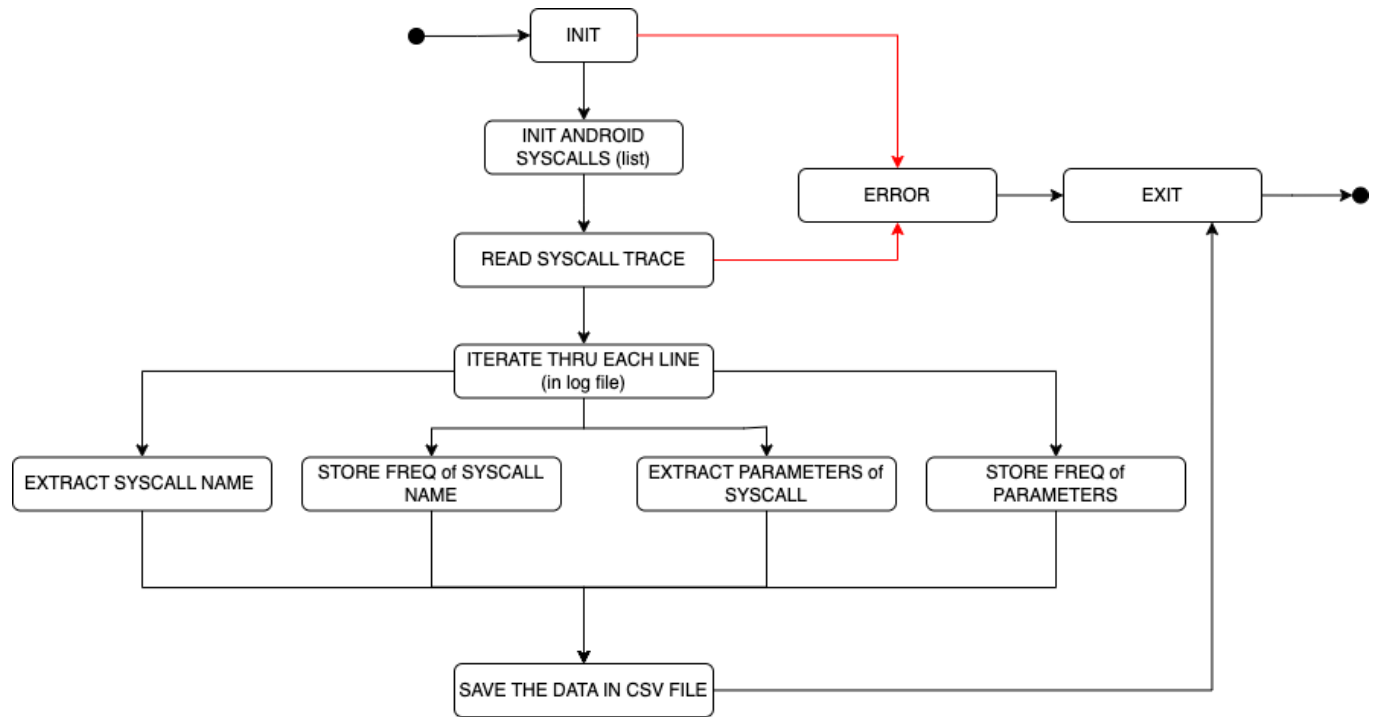 INIT
INIT ANDROID
SYSCALLS (list)
ERROR
EXIT
READ SYSCALL TRACE
ITERATE THRU EACH LINE
(in log file)
EXTRACT SYSCALL NAME
STORE FREQ of SYSCALL
NAME
EXTRACT PARAMETERS of
SYSCALL
STORE FREQ of
PARAMETERS
SAVE THE DATA IN CSV FILE